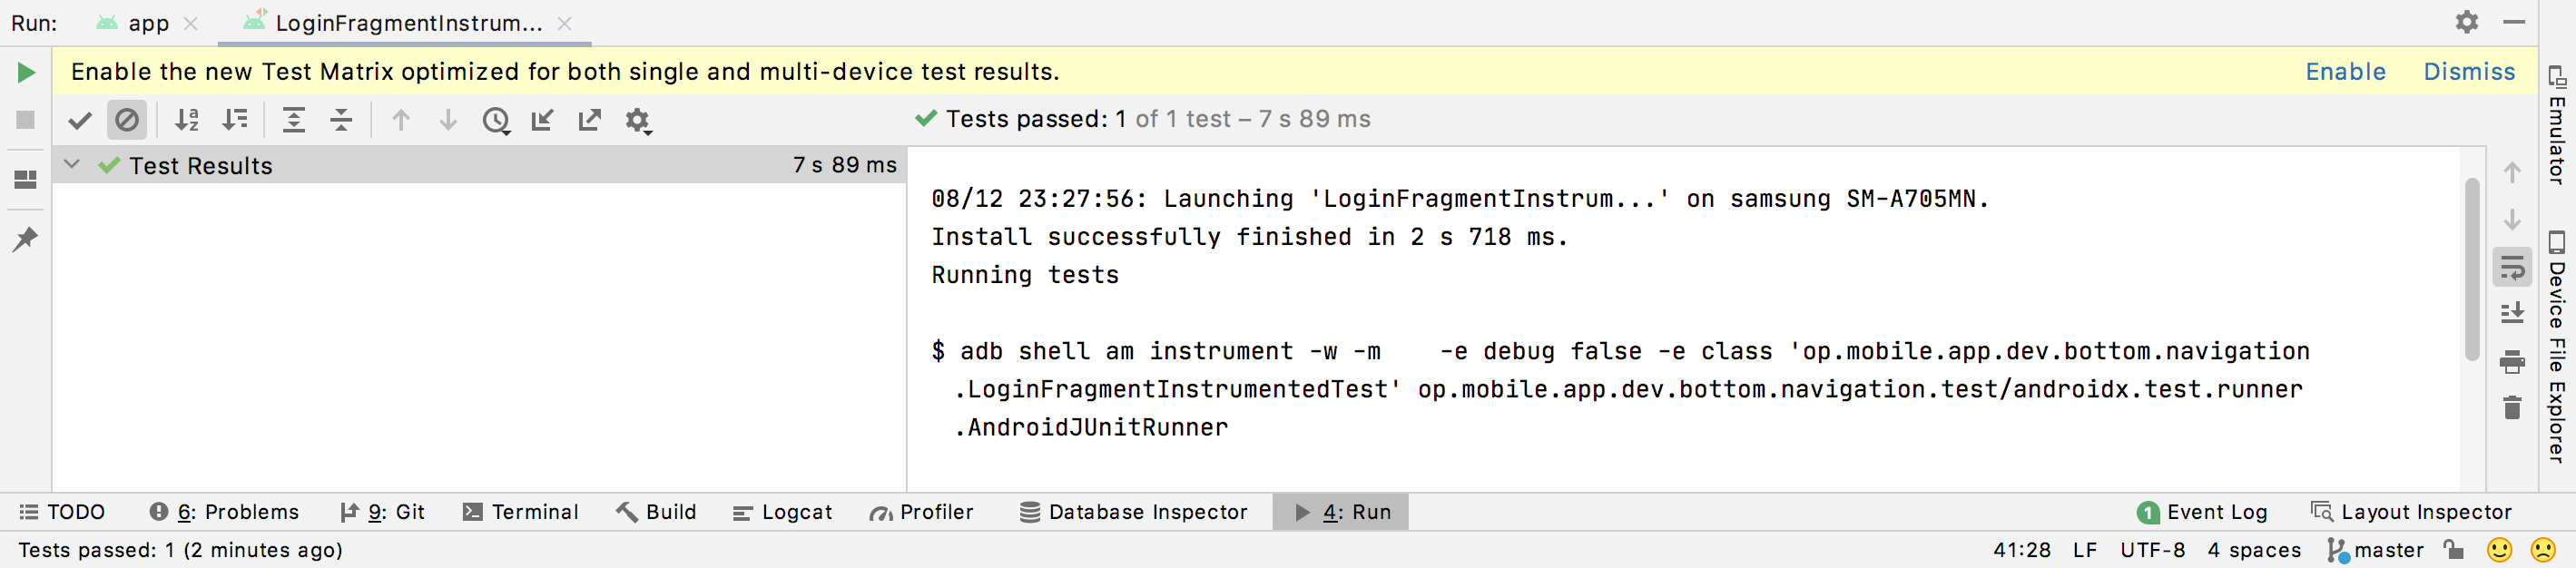 Run: app LoginFragmentInstrum...
Enable the new Test Matrix optimized for both single and multi-device test results. Enable Dismiss
Tests passed: 1 of 1 test – 7 s 89 ms
Test Results 7 s 89 ms
08/12 23:27:56: Launching 'LoginFragmentInstrum...' on samsung SM-A705MN.
Install successfully finished in 2 s 718 ms.
Running tests
$ adb shell am instrument -w -m    -e debug false -e class 'op.mobile.app.dev.bottom.navigation
.LoginFragmentInstrumentedTest' op.mobile.app.dev.bottom.navigation.test/androidx.test.runner
.AndroidJUnitRunner
Emulator
Device File Explorer
TODO 6: Problems 9: Git Terminal Build Logcat Profiler Database Inspector 4: Run 1 Event Log Layout Inspector
Tests passed: 1 (2 minutes ago) 41:28 LF UTF-8 4 spaces master